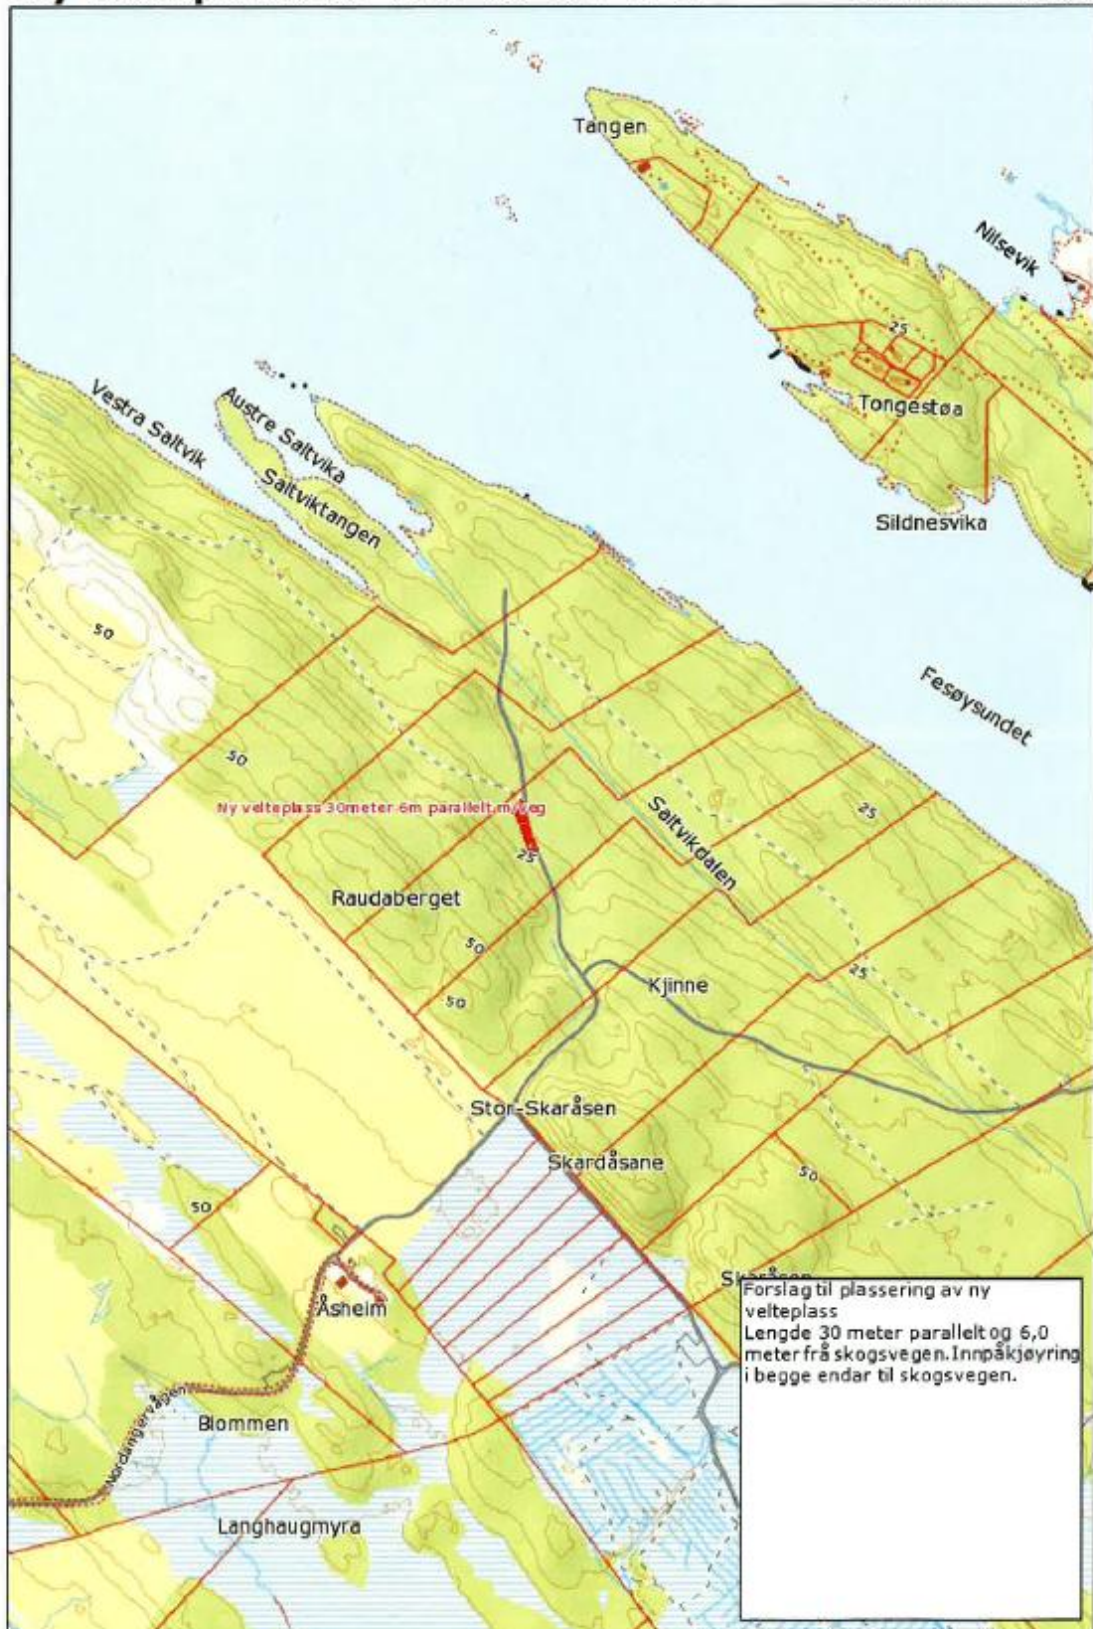 Tangen
Nilsevik
25
Tongestøa
Vestra Saltvik
Austre Saltvika
Saltviktangen
Sildnesvika
50
Fesøysundet
50
Ny velteplass 30meter 6m parallelt m/veg
25
Saltvikdalen
25
Raudaberget
50
25
50
Kjinne
Stor-Skaråsen
Skardåsane
50
50
Skaråsen
Åsheim
Forslag til plassering av ny
velteplass
Lengde 30 meter parallelt og 6,0
meter frå skogsvegen. Innpåkjøyring
i begge endar til skogsvegen.
Nordangervågen
Blommen
Langhaugmyra